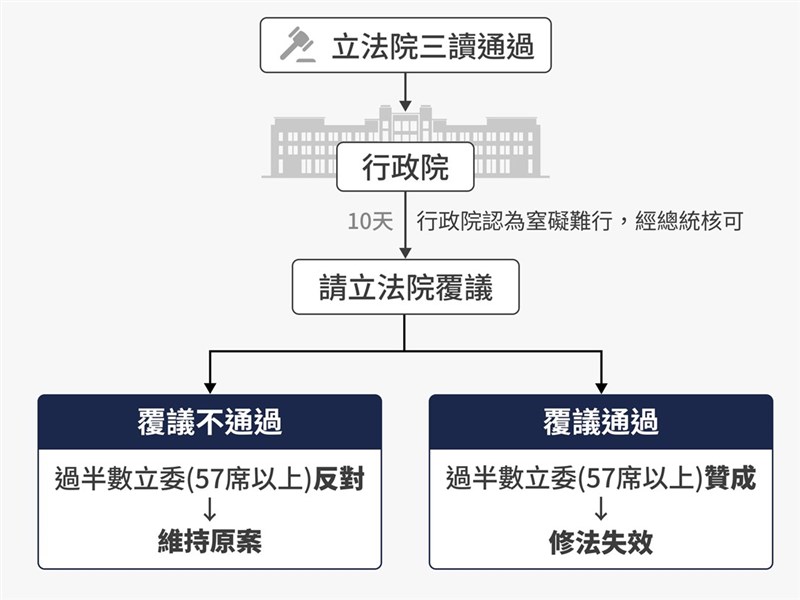 立法院三讀通過
行政院
10天 行政院認為窒礙難行，經總統核可
請立法院覆議
覆議不通過
過半數立委(57席以上)反對
↓
維持原案
覆議通過
過半數立委(57席以上)贊成
↓
修法失效